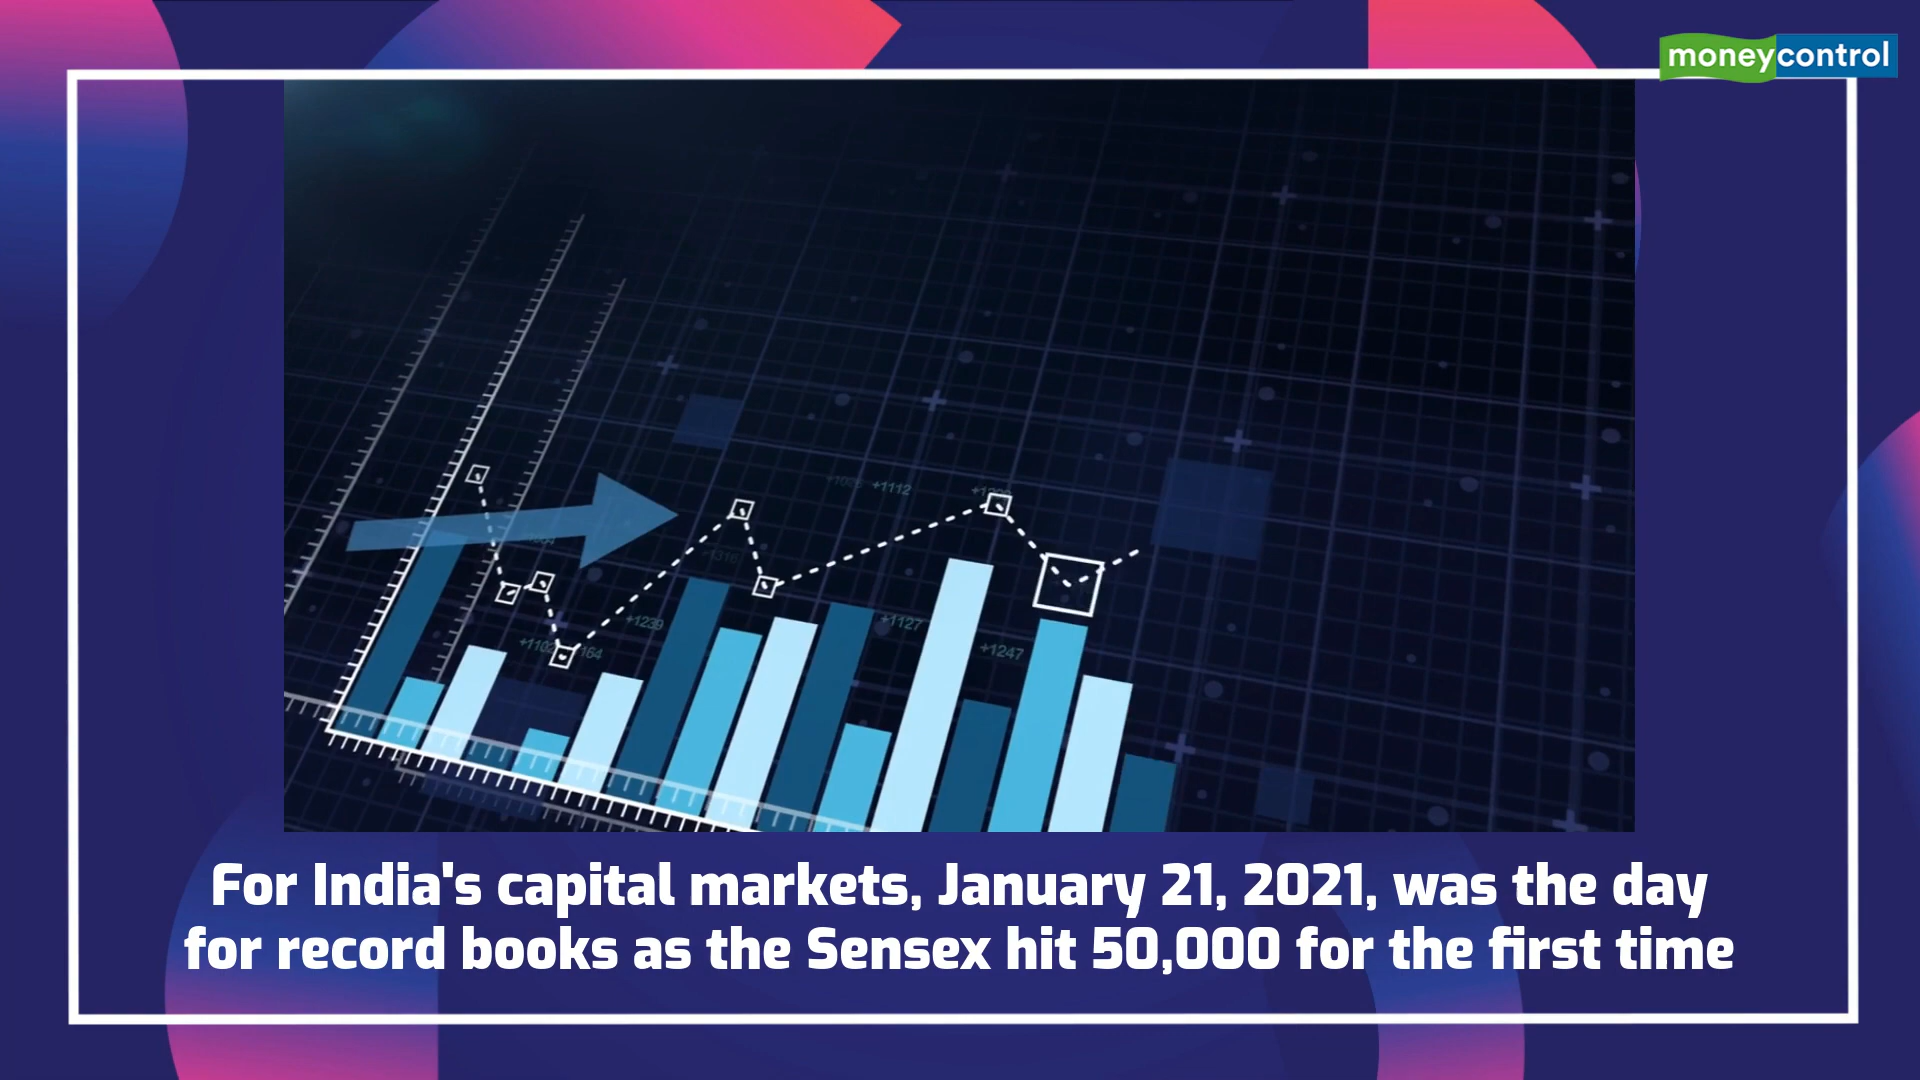 moneycontrol
+1112
+1239
+1127
+1247
For India's capital markets, January 21, 2021, was the day
for record books as the Sensex hit 50,000 for the first time